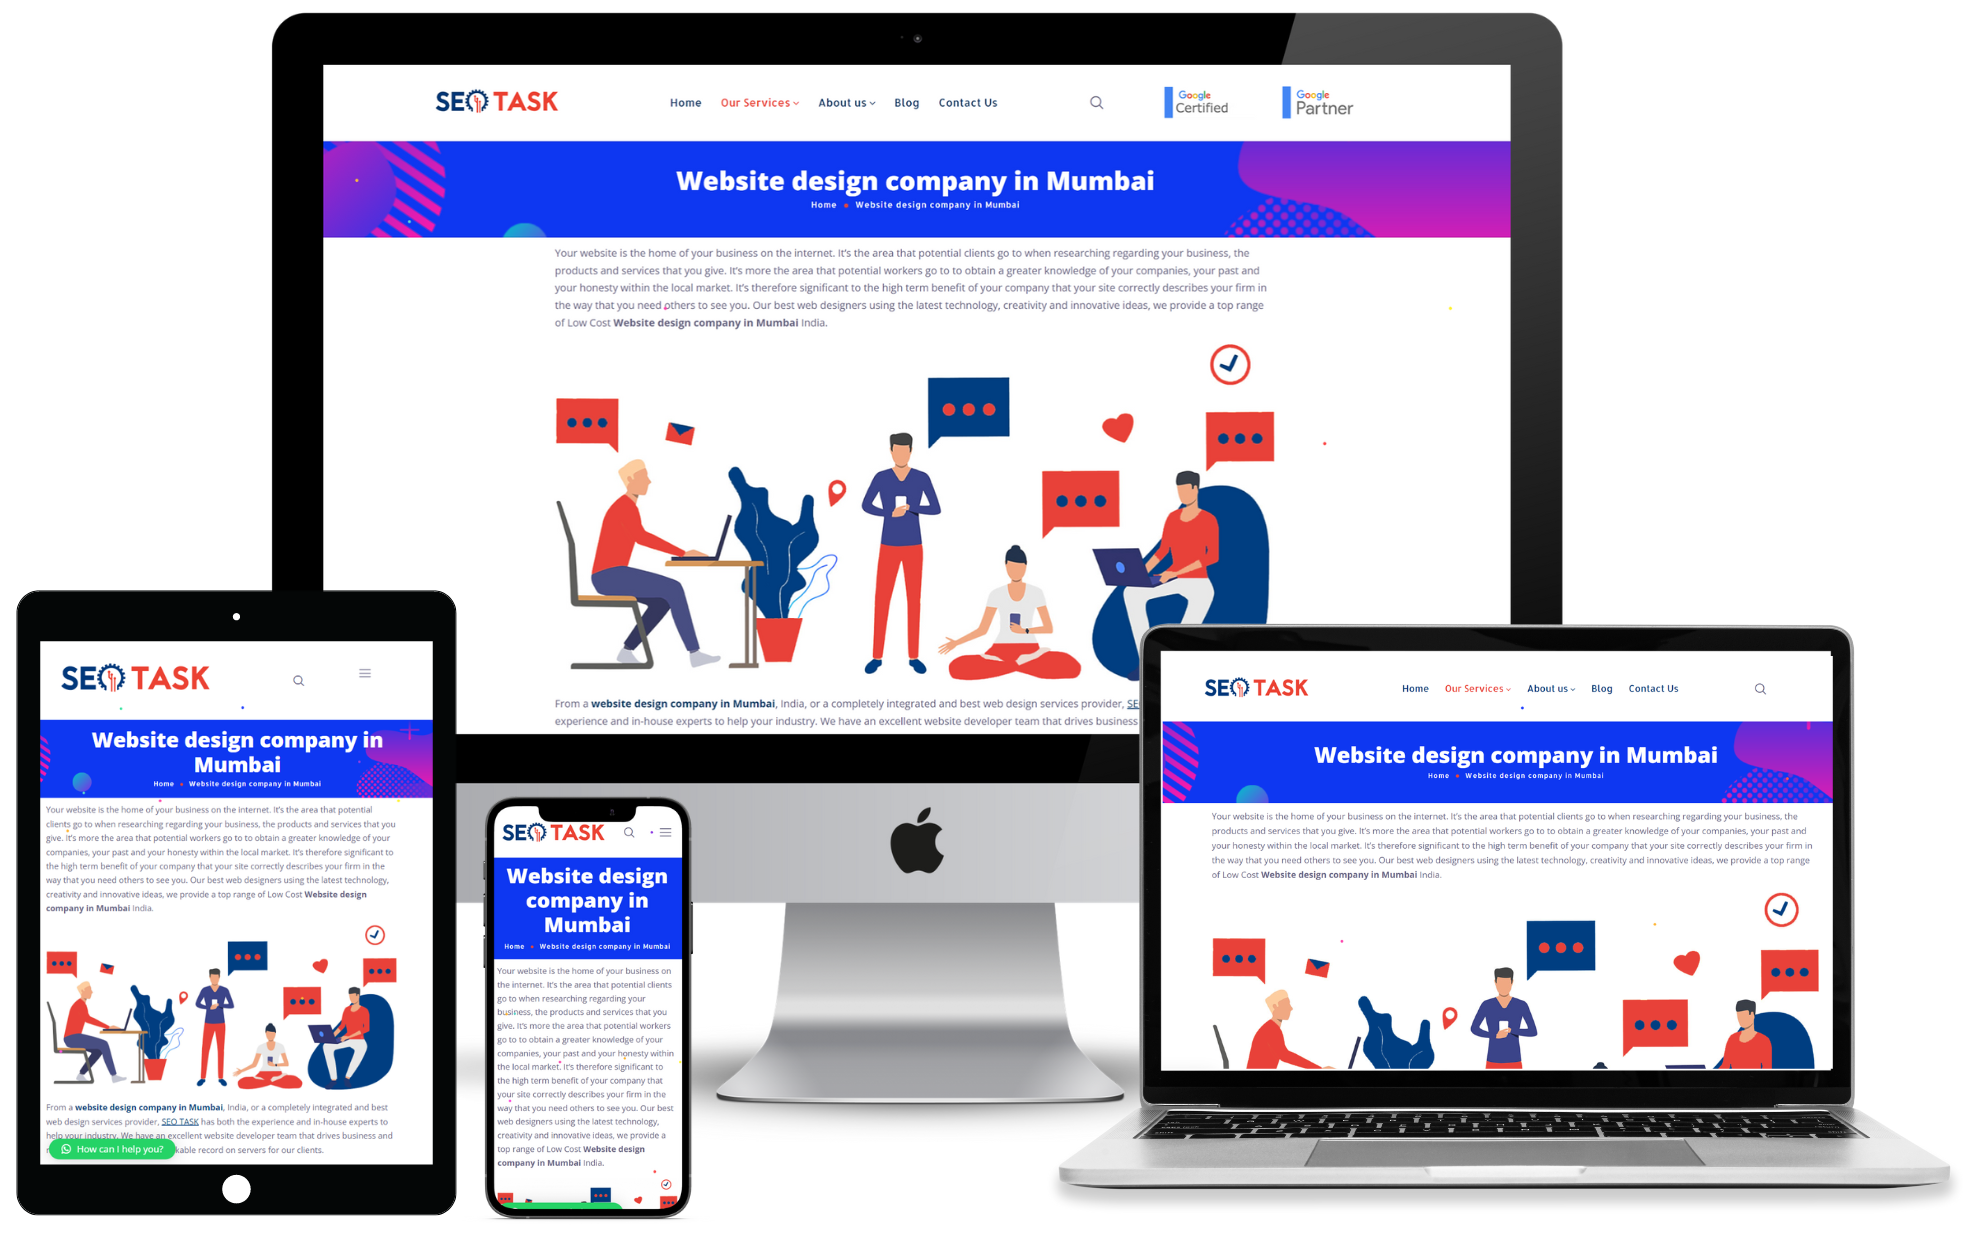 SEO TASK
Home Our Services About us Blog Contact Us
Google Certified
Google Partner
Website design company in Mumbai
Home Website design company in Mumbai
Your website is the home of your business on the internet. It's the area that potential clients go to when researching regarding your business, the
products and services that you give. It's more the area that potential workers go to to obtain a greater knowledge of your companies, your past and
your honesty within the local market. It's therefore significant to the high term benefit of your company that your site correctly describes your firm in
the way that you need others to see you. Our best web designers using the latest technology, creativity and innovative ideas, we provide a top range
of Low Cost Website design company in Mumbai India.
From a website design company in Mumbai, India, or a completely integrated and best web design services provider, SE
experience and in-house experts to help your industry. We have an excellent website developer team that drives business
SEO TASK
Website design company in
Mumbai
Home Website design company in Mumbai
Your website is the home of your business on the internet. It's the area that potential
clients go to when researching regarding your business, the products and services that you
give. It's more the area that potential workers go to to obtain a greater knowledge of your
companies, your past and your honesty within the local market. It's therefore significant to
the high term benefit of your company that your site correctly describes your firm in the
way that you need others to see you. Our best web designers using the latest technology,
creativity and innovative ideas, we provide a top range of Low Cost Website design
company in Mumbai India.
From a website design company in Mumbai, India, or a completely integrated and best
web design services provider, SEO TASK has both the experience and in-house experts to
help your industry. We have an excellent website developer team that drives business and
How can I help you?
kable record on servers for our clients.
SEO TASK
Website design
company in
Mumbai
Home Website design company in Mumbai
Your website is the home of your business on
the internet. It's the area that potential clients
go to when researching regarding your
business, the products and services that you
give. It's more the area that potential workers
go to to obtain a greater knowledge of your
companies, your past and your honesty within
the local market. It's therefore significant to
the high term benefit of your company that
your site correctly describes your firm in the
way that you need others to see you. Our best
web designers using the latest technology,
creativity and innovative ideas, we provide a
top range of Low Cost Website design
company in Mumbai India.
SEO TASK
Home Our Services About us Blog Contact Us
Website design company in Mumbai
Home Website design company in Mumbai
Your website is the home of your business on the internet. It's the area that potential clients go to when researching regarding your business, the
products and services that you give. It's more the area that potential workers go to to obtain a greater knowledge of your companies, your past and
your honesty within the local market. It's therefore significant to the high term benefit of your company that your site correctly describes your firm in
the way that you need others to see you. Our best web designers using the latest technology, creativity and innovative ideas, we provide a top range
of Low Cost Website design company in Mumbai India.